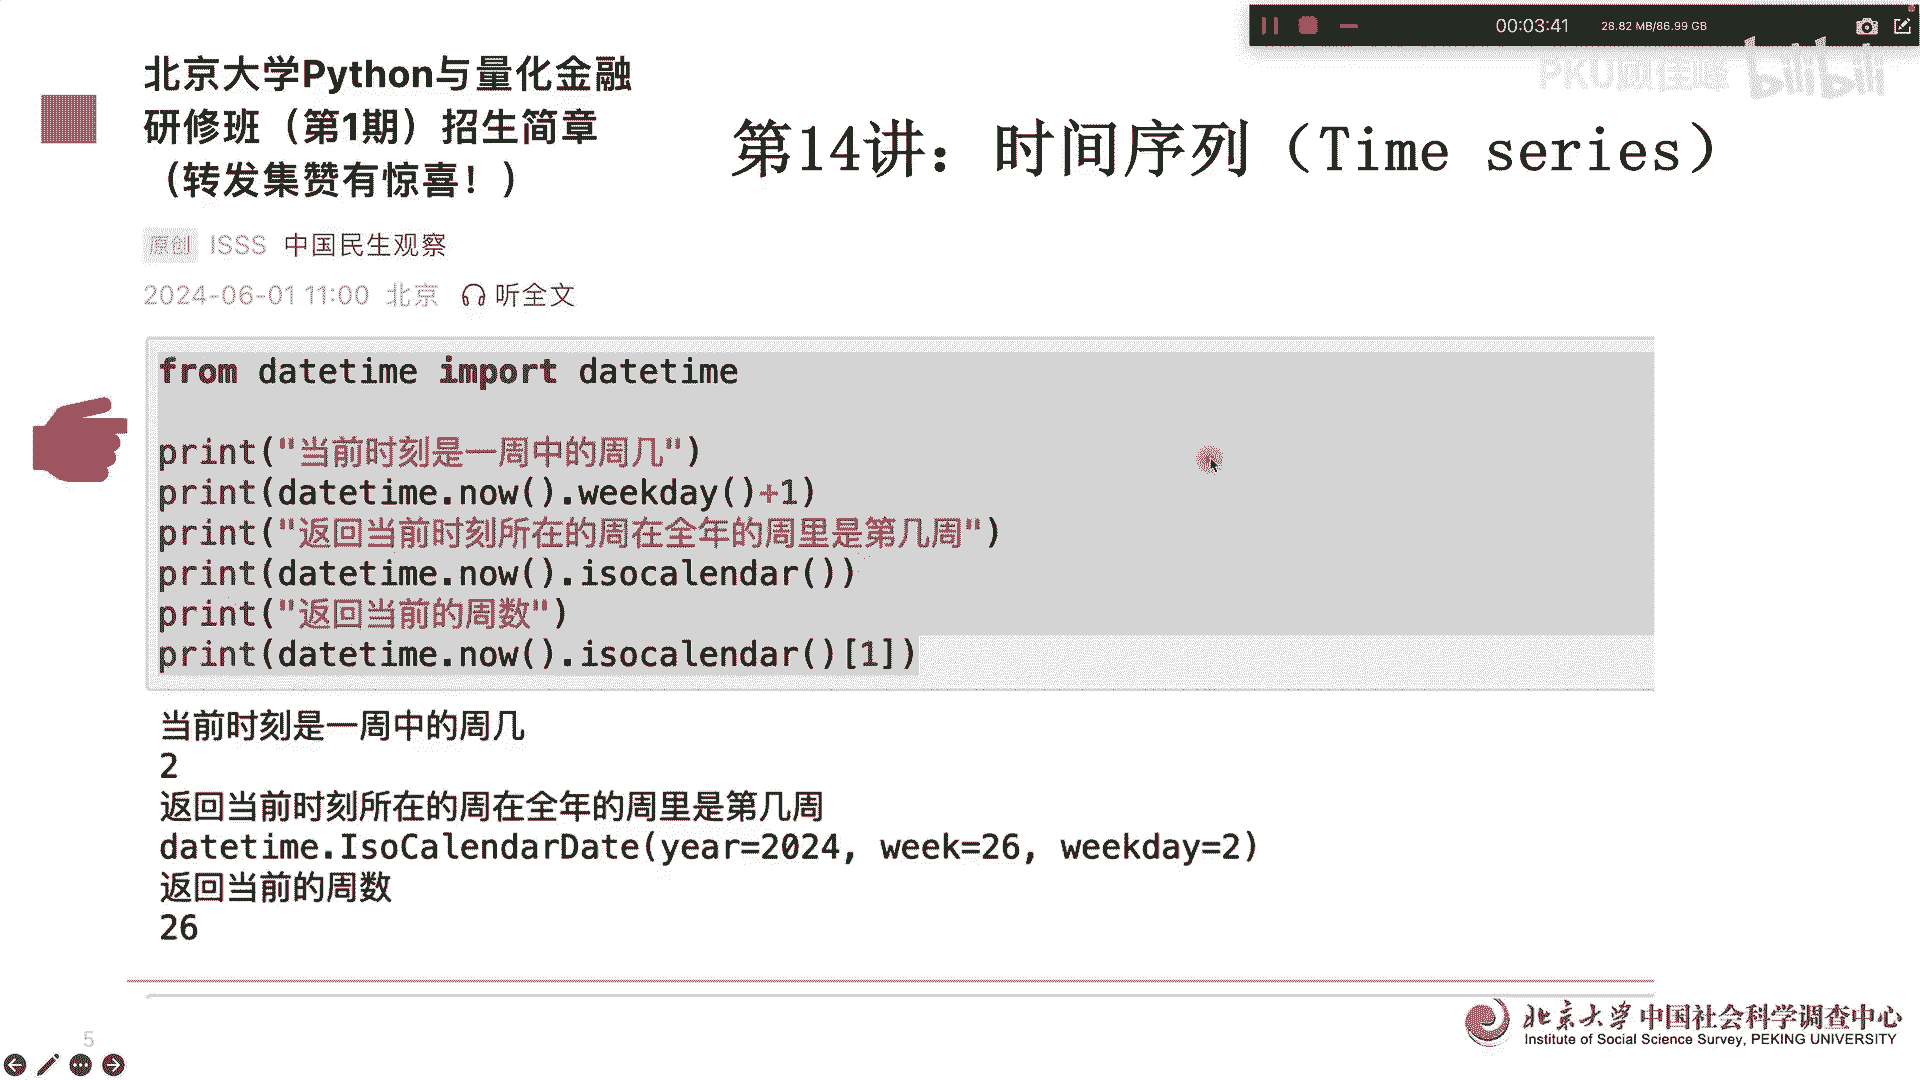 00:03:41
28.82 MB/86.99 GB
PKU顾佳峰
bilibili
北京大学Python与量化金融
研修班（第1期）招生简章
（转发集赞有惊喜！）
第14讲：时间序列（Time series）
原创 ISSS 中国民生观察
2024-06-01 11:00 北京 听全文
from datetime import datetime
print("当前时刻是一周中的周几")
print(datetime.now().weekday()+1)
print("返回当前时刻所在的周在全年的周里是第几周")
print(datetime.now().isocalendar())
print("返回当前的周数")
print(datetime.now().isocalendar()[1])
当前时刻是一周中的周几
2
返回当前时刻所在的周在全年的周里是第几周
datetime.IsoCalendarDate(year=2024, week=26, weekday=2)
返回当前的周数
26
5
北京大学中国社会科学调查中心
Institute of Social Science Survey, PEKING UNIVERSITY